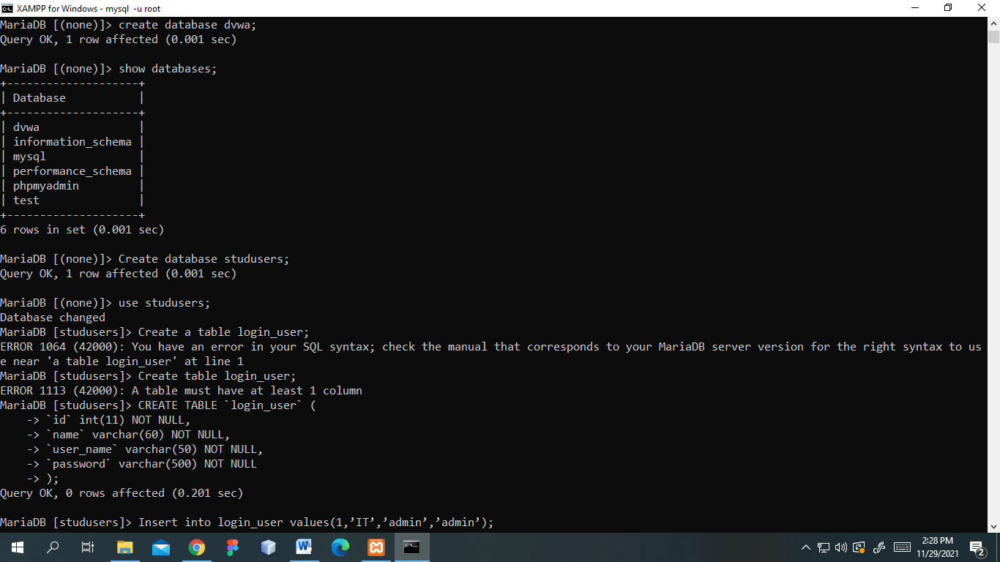 XAMPP for Windows - mysql  -u root
MariaDB [(none)]> create database dvwa;
Query OK, 1 row affected (0.001 sec)
MariaDB [(none)]> show databases;
+--------------------+
| Database           |
+--------------------+
| dvwa               |
| information_schema |
| mysql              |
| performance_schema |
| phpmyadmin         |
| test               |
+--------------------+
6 rows in set (0.001 sec)
MariaDB [(none)]> Create database studusers;
Query OK, 1 row affected (0.001 sec)
MariaDB [(none)]> use studusers;
Database changed
MariaDB [studusers]> Create a table login_user;
ERROR 1064 (42000): You have an error in your SQL syntax; check the manual that corresponds to your MariaDB server version for the right syntax to us
e near 'a table login_user' at line 1
MariaDB [studusers]> Create table login_user;
ERROR 1113 (42000): A table must have at least 1 column
MariaDB [studusers]> CREATE TABLE `login_user` (
    -> `id` int(11) NOT NULL,
    -> `name` varchar(60) NOT NULL,
    -> `user_name` varchar(50) NOT NULL,
    -> `password` varchar(500) NOT NULL
    -> );
Query OK, 0 rows affected (0.201 sec)
MariaDB [studusers]> Insert into login_user values(1,’IT’,’admin’,’admin’);
2:28 PM
11/29/2021
2